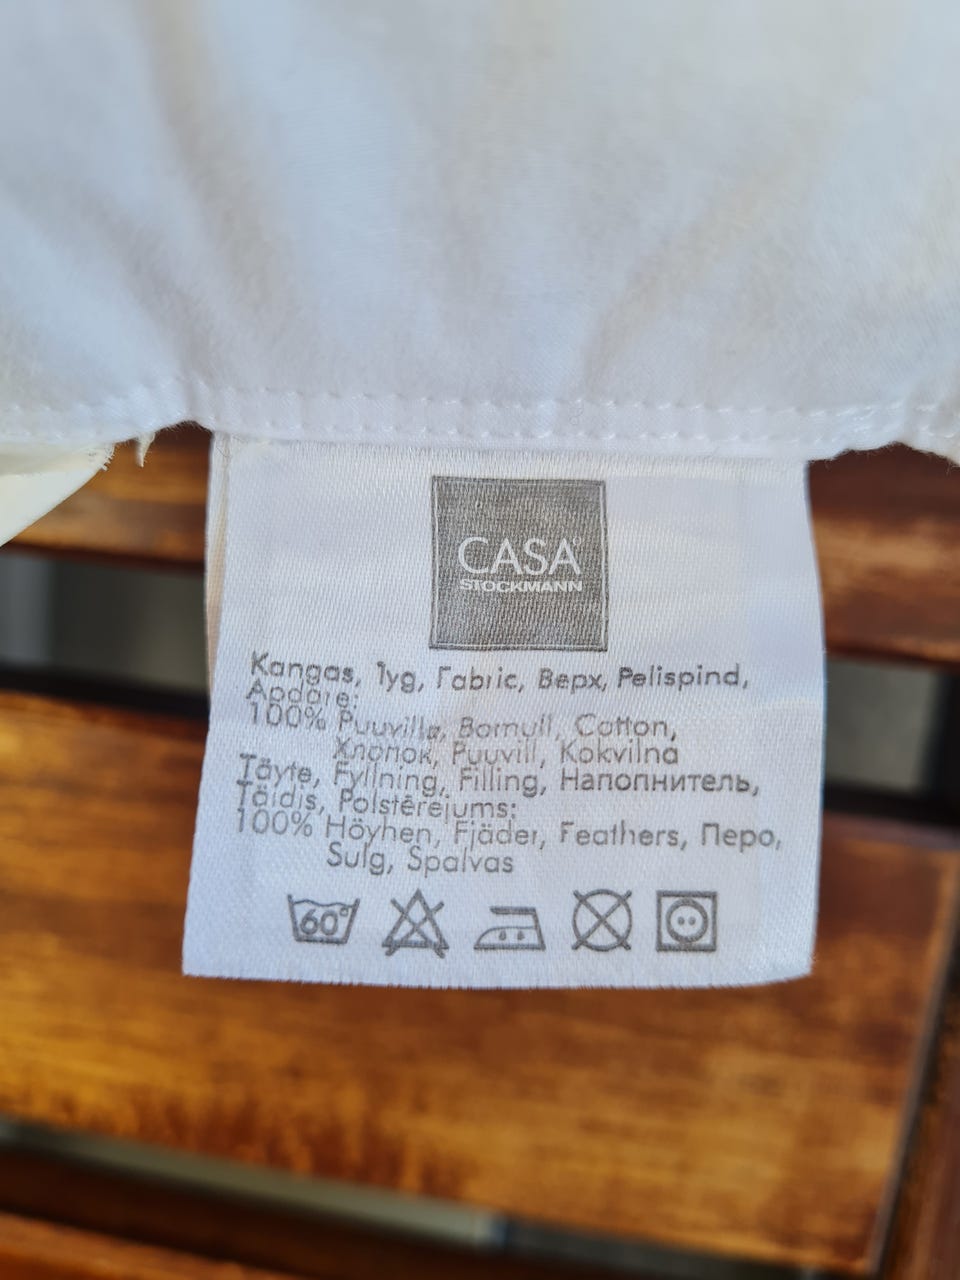 CASA
STOCKMANN
Kangas, Tyg, Fabric, Верх, Pelispind,
Apdare:
100% Puuvilla, Bomull, Cotton,
Хлопок, Puuvill, Kokvilna
Täyte, Fyllning, Filling, Наполнитель,
Täidis, Polstērejums:
100% Höyhen, Fjäder, Feathers, Перо,
Sulg, Spalvas
60°